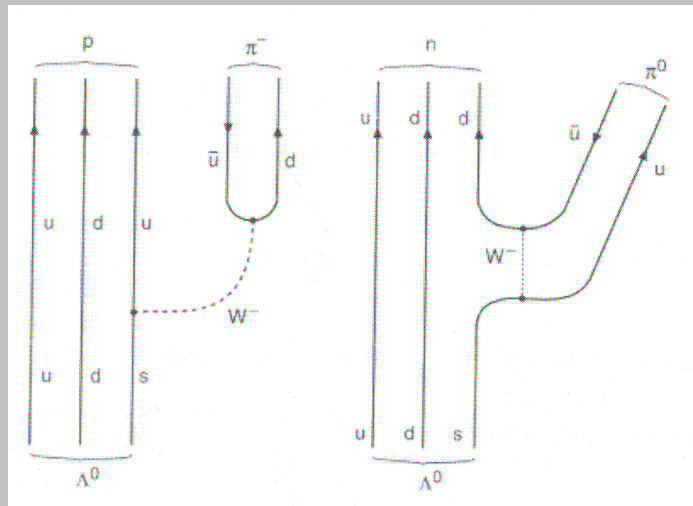 p π⁻ n π⁰
u d d ū u
ū d
u d u
W⁻
W⁻
u d s
u d s
Λ⁰ Λ⁰